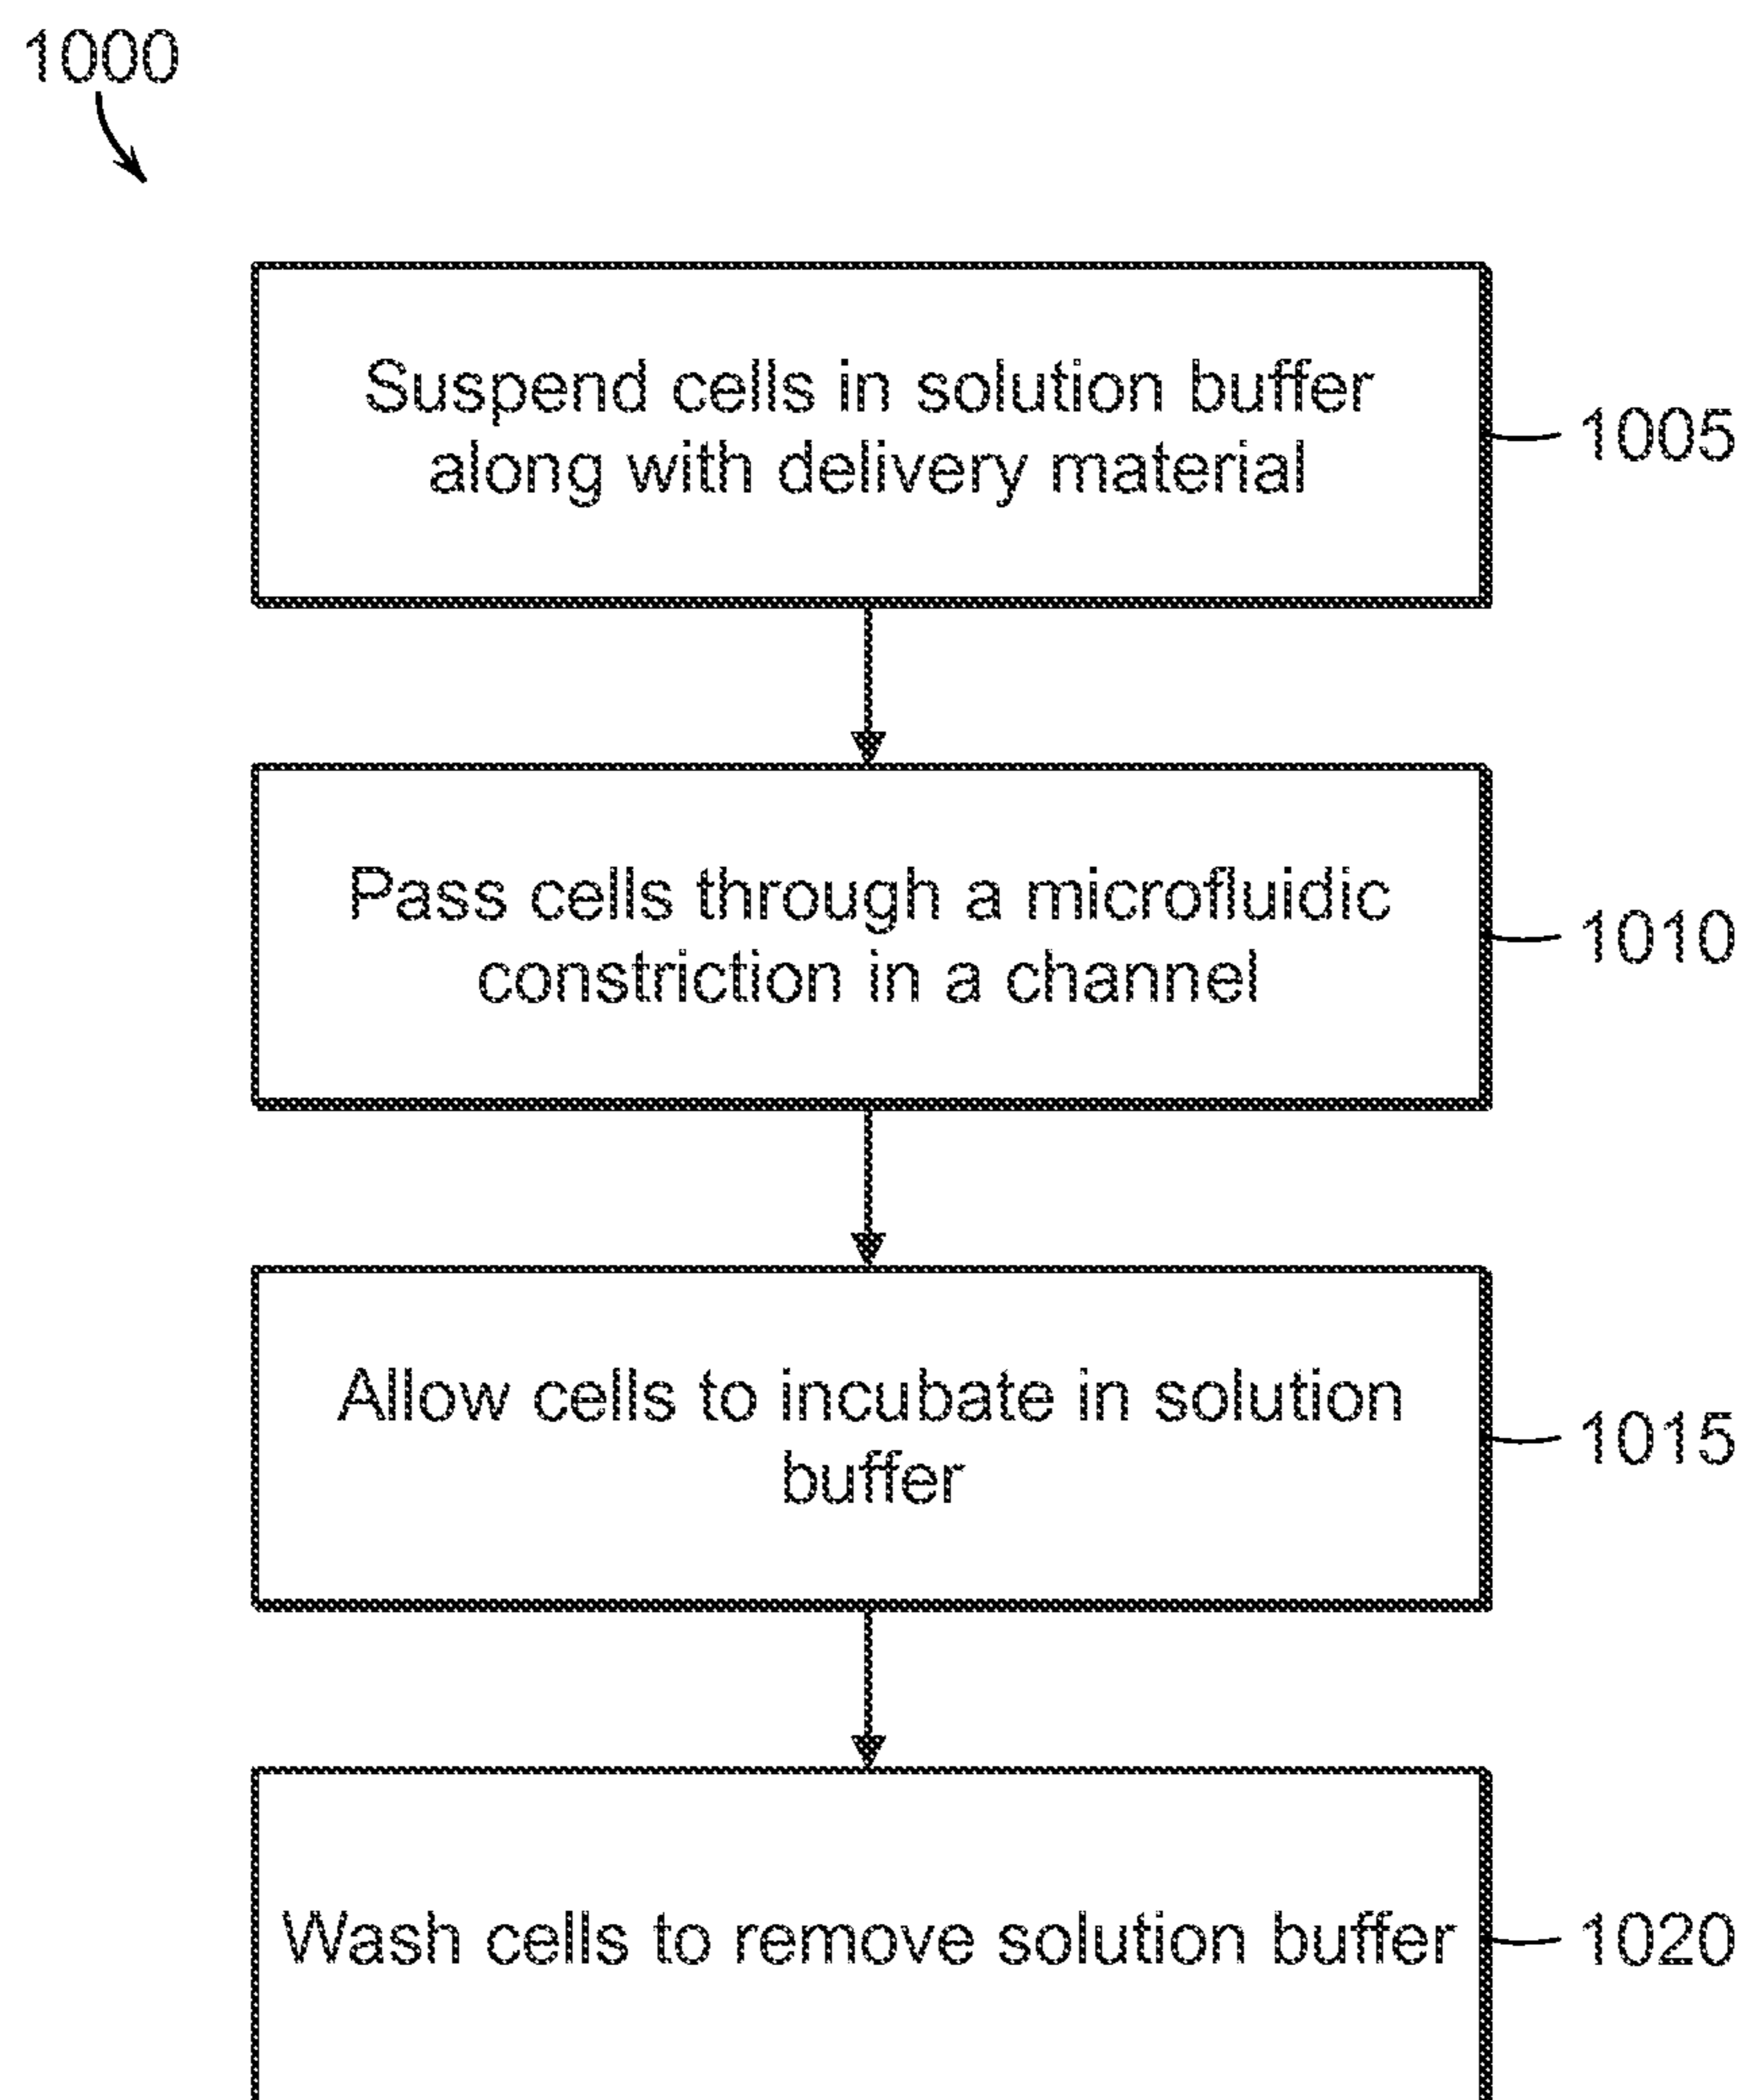 1000
Suspend cells in solution buffer
along with delivery material
1005
Pass cells through a microfluidic
constriction in a channel
1010
Allow cells to incubate in solution
buffer
1015
Wash cells to remove solution buffer
1020